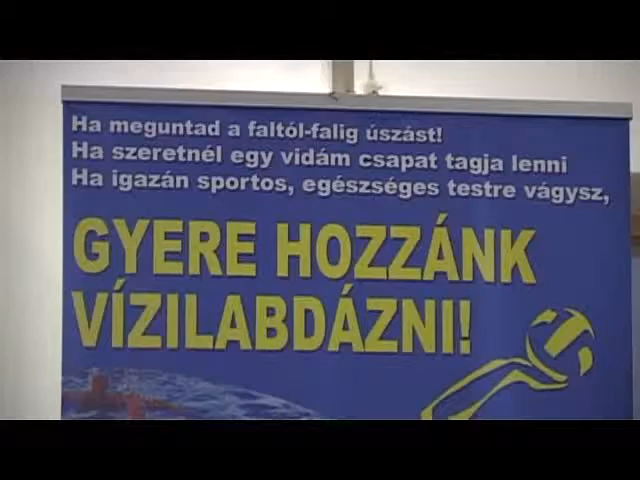 Ha meguntad a faltól-falig úszást!
Ha szeretnél egy vidám csapat tagja lenni
Ha igazán sportos, egészséges testre vágysz,
GYERE HOZZÁNK
VÍZILABDÁZNI!